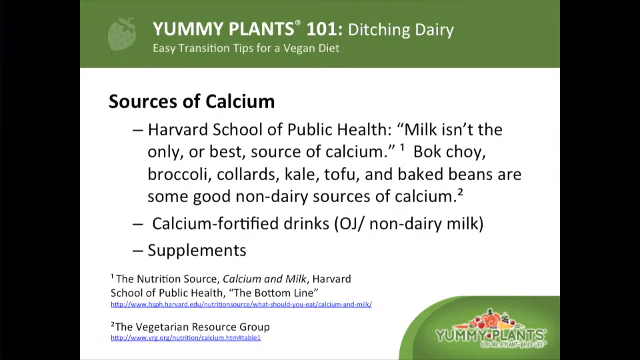 YUMMY PLANTS® 101: Ditching Dairy
Easy Transition Tips for a Vegan Diet
Sources of Calcium
– Harvard School of Public Health: “Milk isn’t the
only, or best, source of calcium.” ¹ Bok choy,
broccoli, collards, kale, tofu, and baked beans are
some good non-dairy sources of calcium.²
– Calcium-fortified drinks (OJ/ non-dairy milk)
– Supplements
¹ The Nutrition Source, Calcium and Milk, Harvard
School of Public Health, “The Bottom Line”
http://www.hsph.harvard.edu/nutritionsource/what-should-you-eat/calcium-and-milk/
²The Vegetarian Resource Group
http://www.vrg.org/nutrition/calcium.htm#table1
YUMMY PLANTS